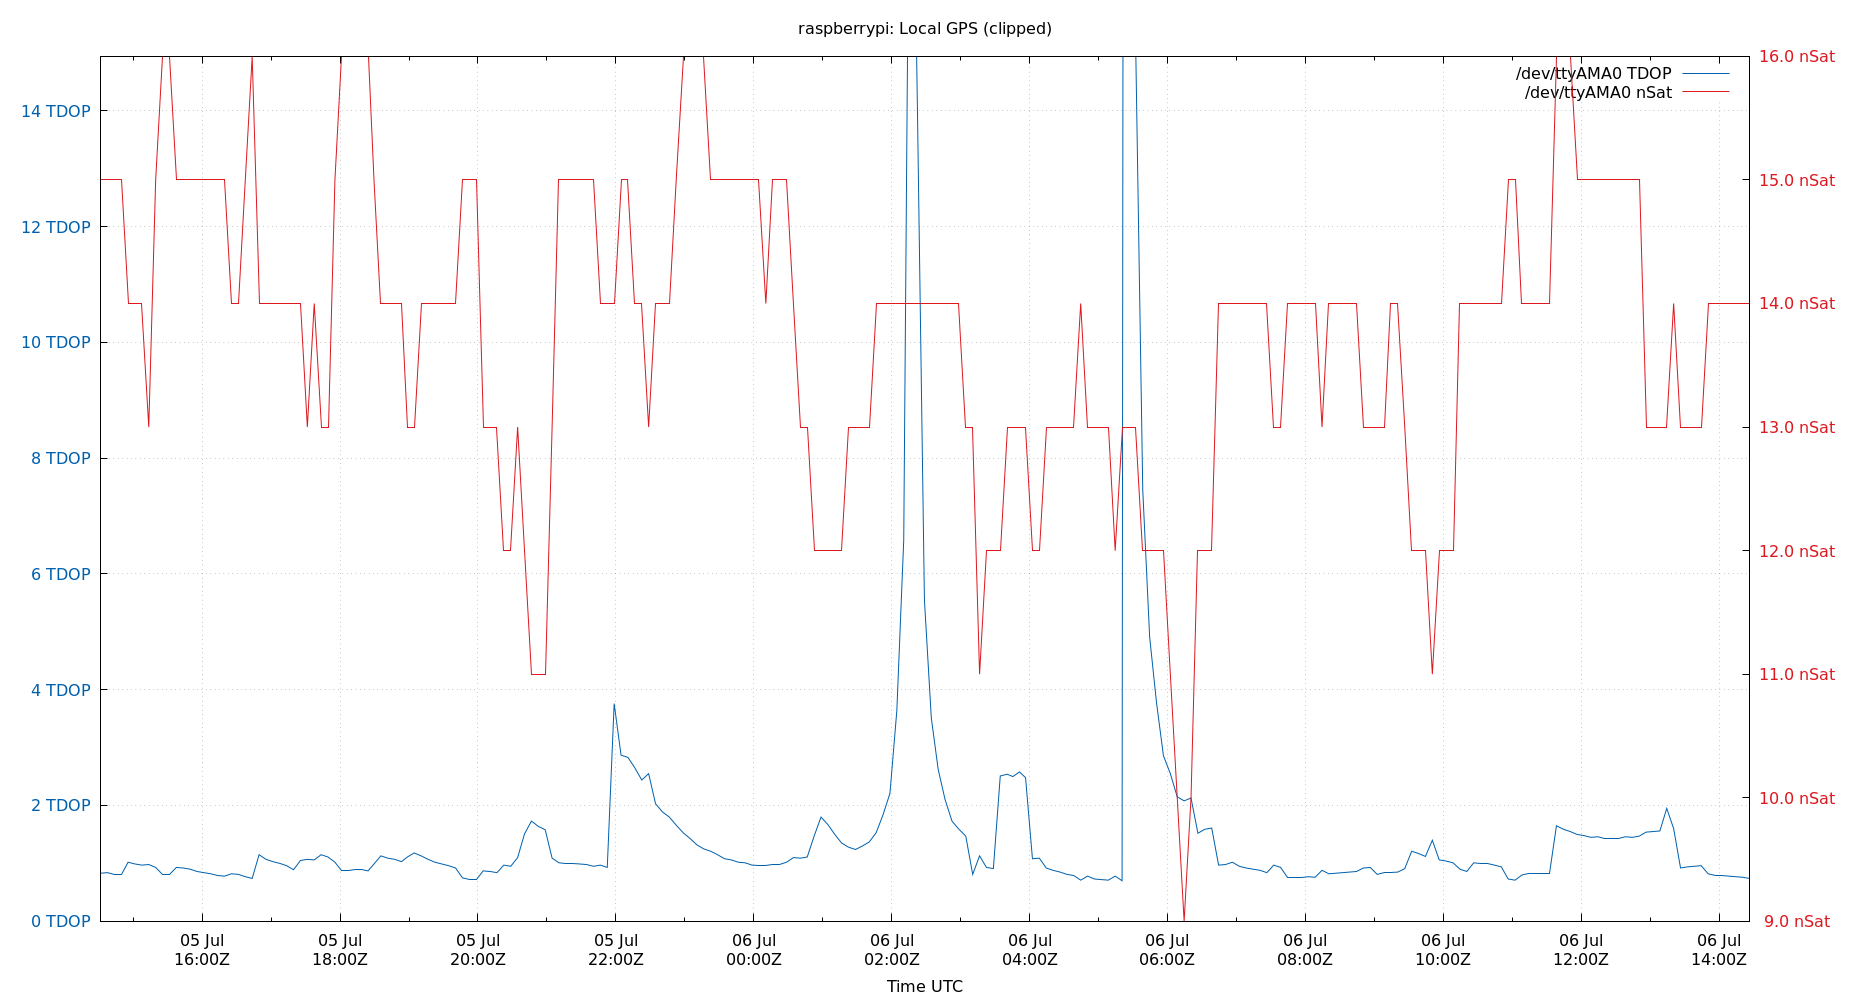 raspberrypi: Local GPS (clipped)
/dev/ttyAMA0 TDOP
/dev/ttyAMA0 nSat
14 TDOP
12 TDOP
10 TDOP
8 TDOP
6 TDOP
4 TDOP
2 TDOP
0 TDOP
16.0 nSat
15.0 nSat
14.0 nSat
13.0 nSat
12.0 nSat
11.0 nSat
10.0 nSat
9.0 nSat
05 Jul
16:00Z
05 Jul
18:00Z
05 Jul
20:00Z
05 Jul
22:00Z
06 Jul
00:00Z
06 Jul
02:00Z
06 Jul
04:00Z
06 Jul
06:00Z
06 Jul
08:00Z
06 Jul
10:00Z
06 Jul
12:00Z
06 Jul
14:00Z
Time UTC